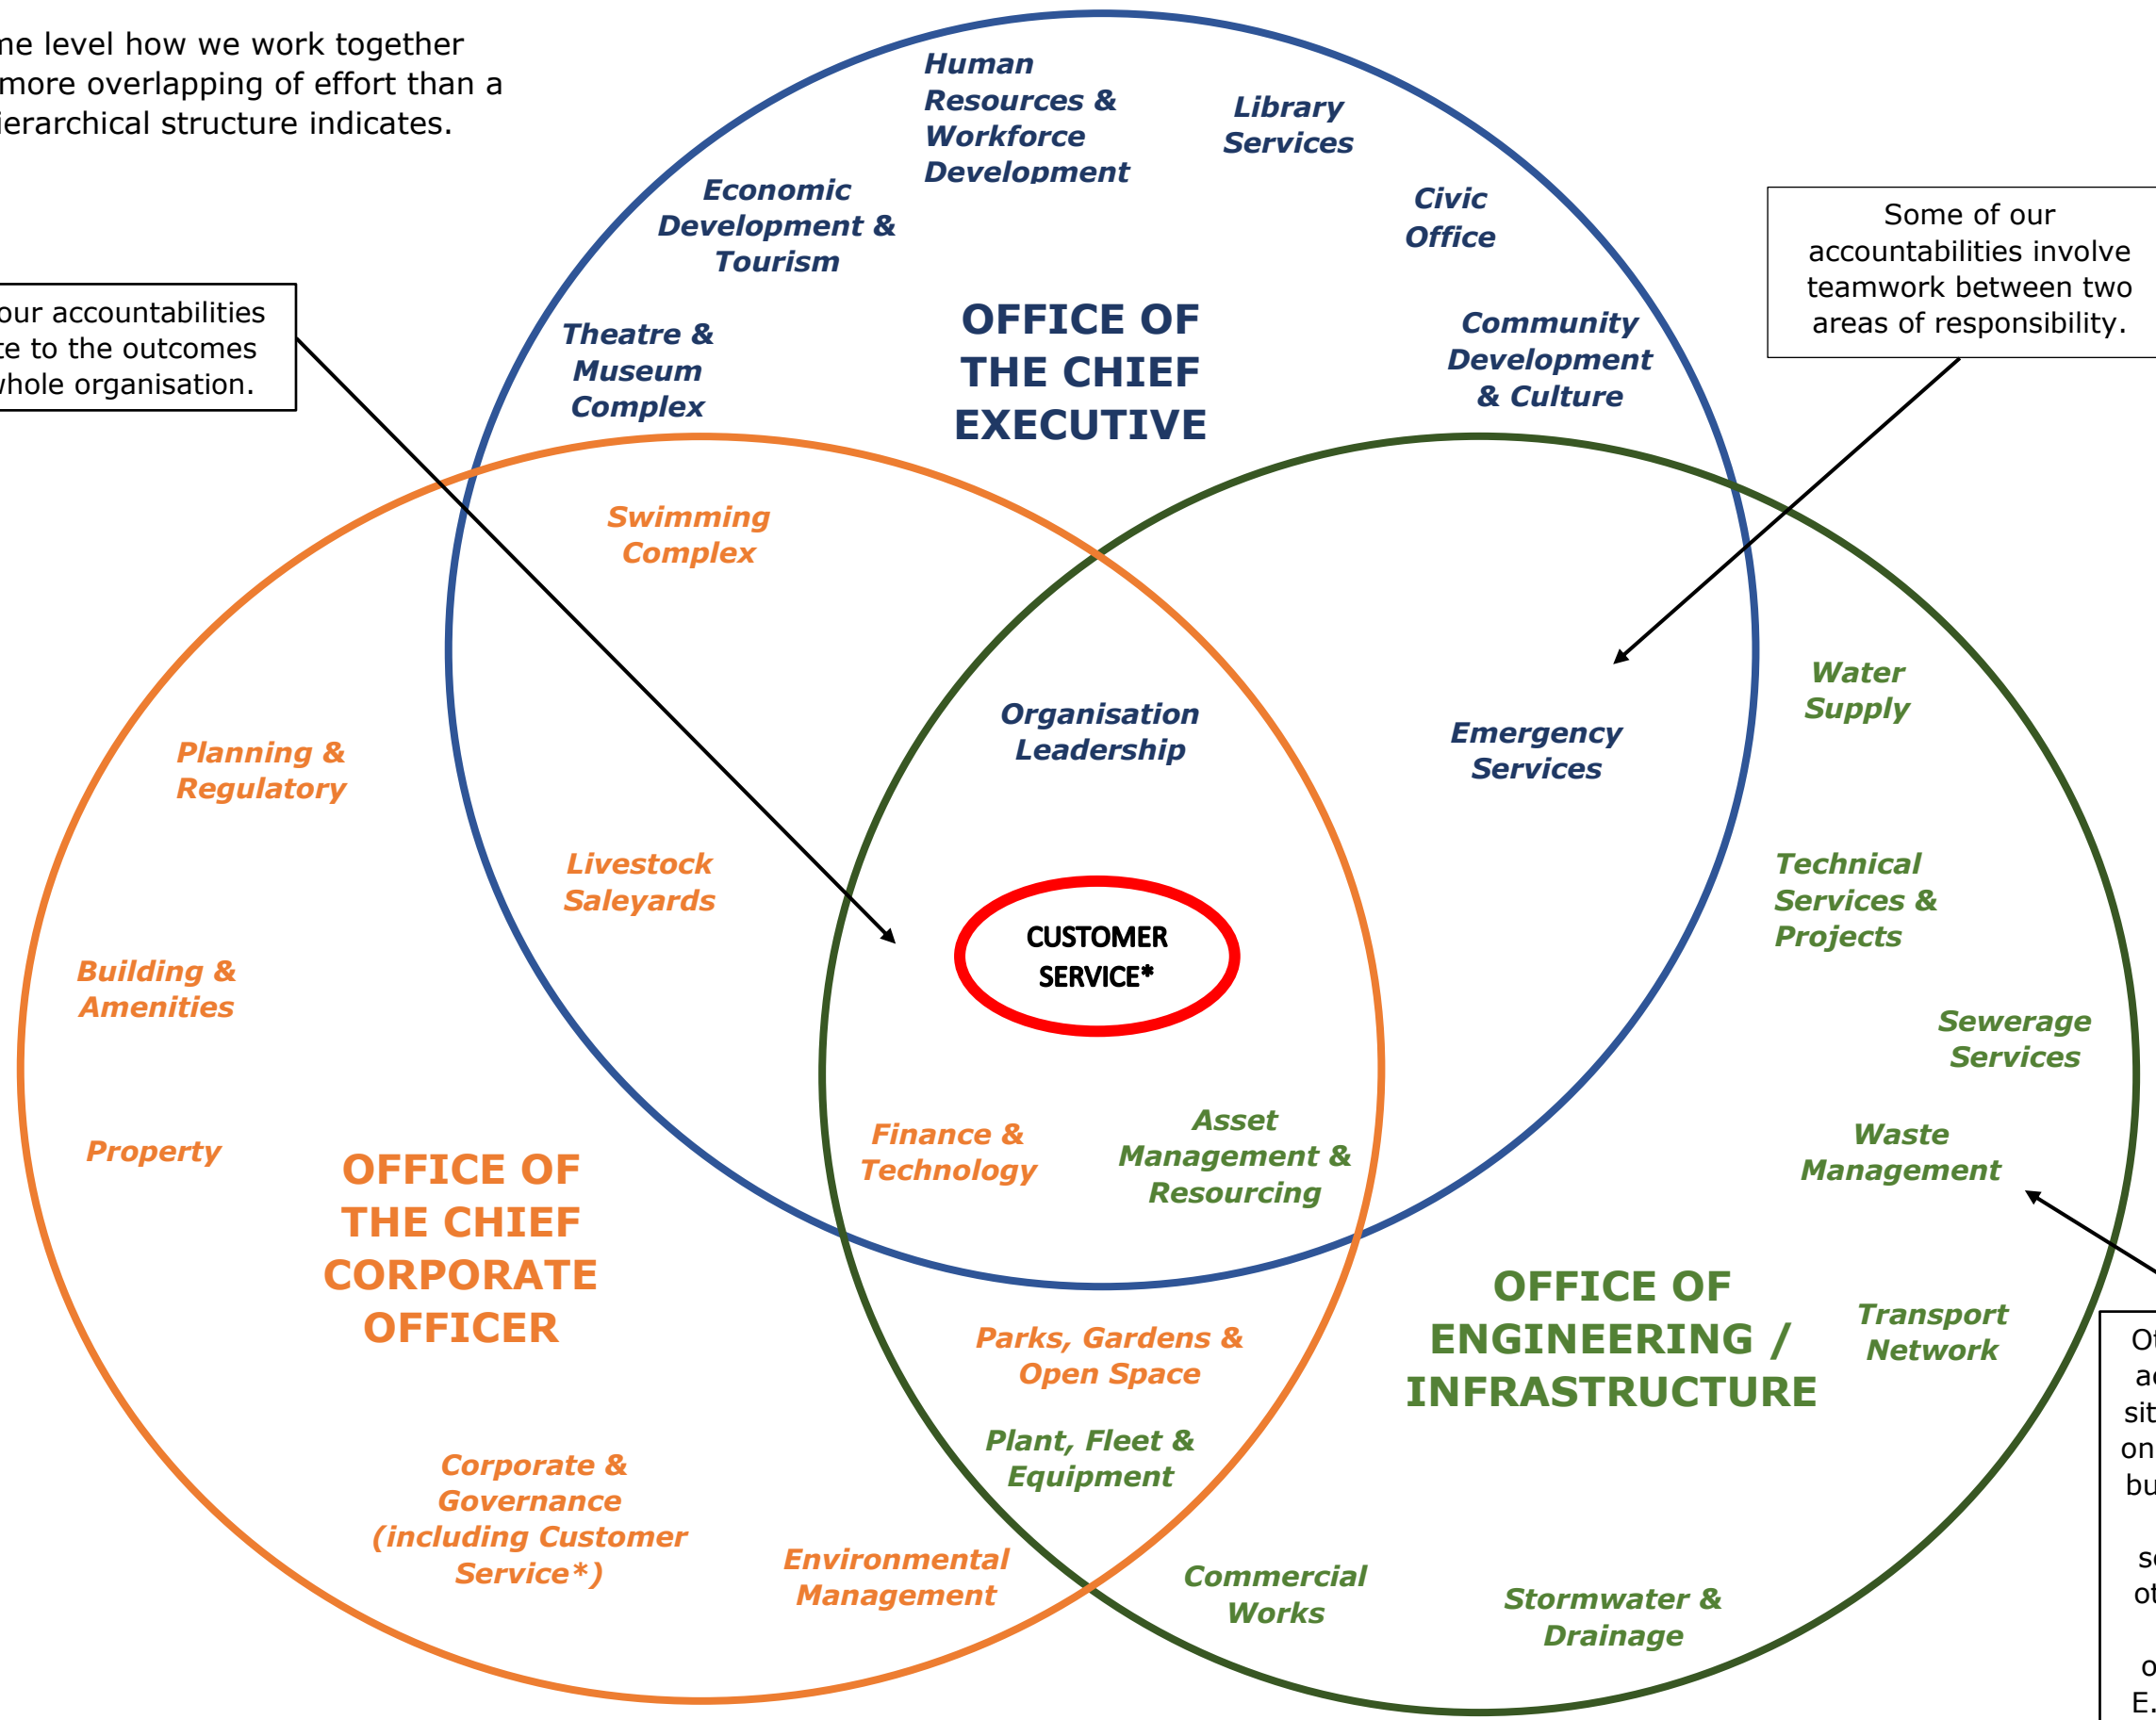 me level how we work together
more overlapping of effort than a
ierarchical structure indicates.
Human
Resources &
Workforce
Development
Library
Services
Economic
Development &
Tourism
Civic
Office
Some of our
accountabilities involve
teamwork between two
areas of responsibility.
our accountabilities
te to the outcomes
whole organisation.
Theatre &
Museum
Complex
OFFICE OF
THE CHIEF
EXECUTIVE
Community
Development
& Culture
Swimming
Complex
Organisation
Leadership
Emergency
Services
Water
Supply
Planning &
Regulatory
Livestock
Saleyards
CUSTOMER
SERVICE*
Technical
Services &
Projects
Building &
Amenities
Sewerage
Services
Property
Finance &
Technology
Asset
Management &
Resourcing
Waste
Management
OFFICE OF
THE CHIEF
CORPORATE
OFFICER
OFFICE OF
ENGINEERING /
INFRASTRUCTURE
Transport
Network
Parks, Gardens &
Open Space
Plant, Fleet &
Equipment
Corporate &
Governance
(including Customer
Service*)
Environmental
Management
Commercial
Works
Stormwater &
Drainage
sit
on
bu
E.